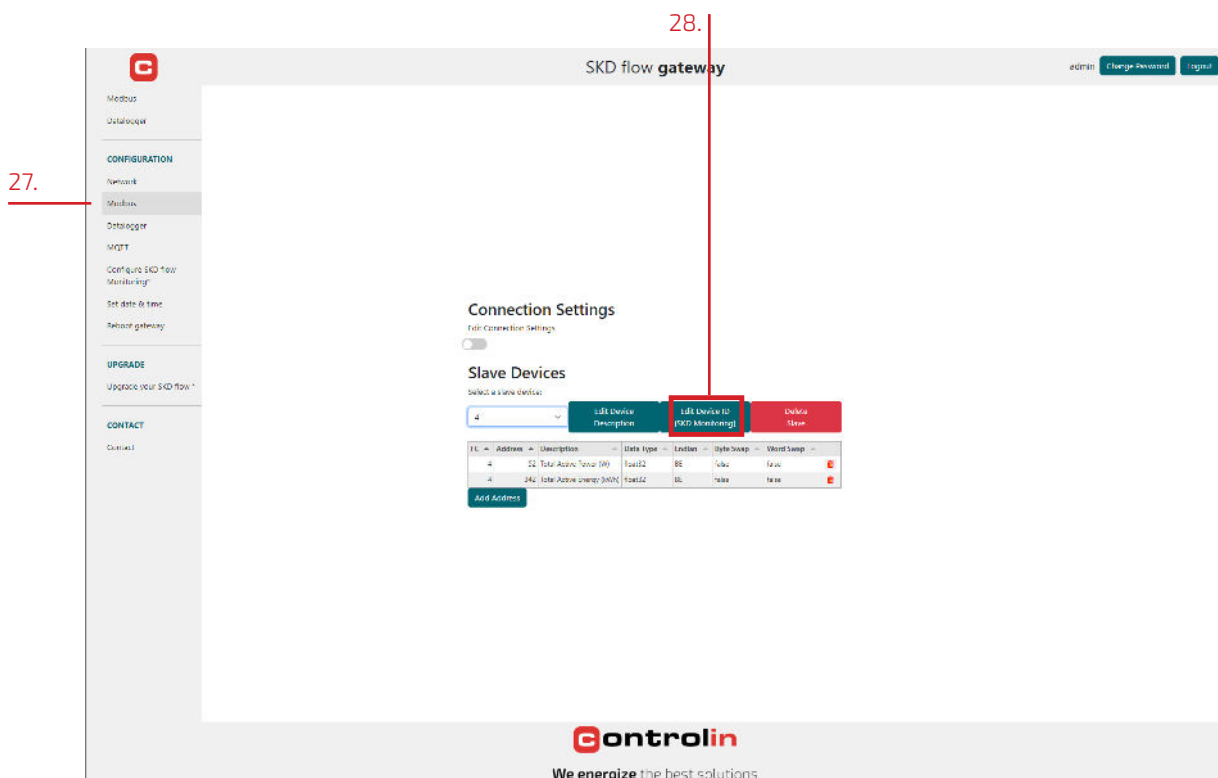 28.
SKD flow gateway
admin Change Password Logout
Modbus
Datalogger
CONFIGURATION
Network
27.
Modbus
Datalogger
MQTT
Configure SKD flow
Monitoring*
Set date & time
Reboot gateway
UPGRADE
Upgrade your SKD flow *
CONTACT
Contact
Connection Settings
Edit Connection Settings
Slave Devices
Select a slave device:
4
Edit Device
Description
Edit Device ID
(SKD Monitoring)
Delete
Slave
FC Address Description Data Type Endian Byte Swap Word Swap
4 52 Total Active Power (W) float32 BE false false
4 342 Total Active Energy (kWh) float32 BE false false
Add Address
controlin
We energize the best solutions